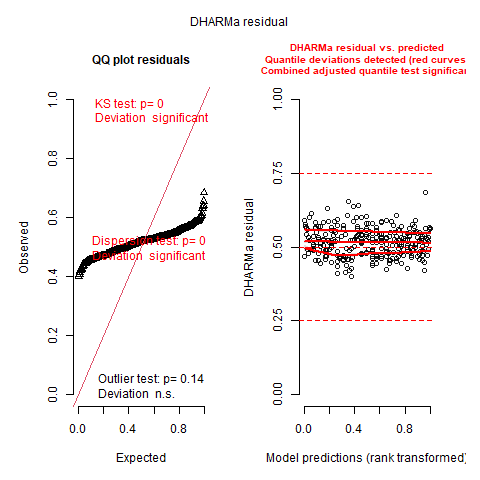 DHARMa residual
QQ plot residuals
KS test: p= 0
Deviation significant
Dispersion test: p= 0
Deviation significant
Outlier test: p= 0.14
Deviation n.s.
Observed
0.0
0.2
0.4
0.6
0.8
1.0
0.0
0.4
0.8
Expected
DHARMa residual vs. predicted
Quantile deviations detected (red curves
Combined adjusted quantile test significan
DHARMa residual
0.00
0.25
0.50
0.75
1.00
0.0
0.4
0.8
Model predictions (rank transformed)